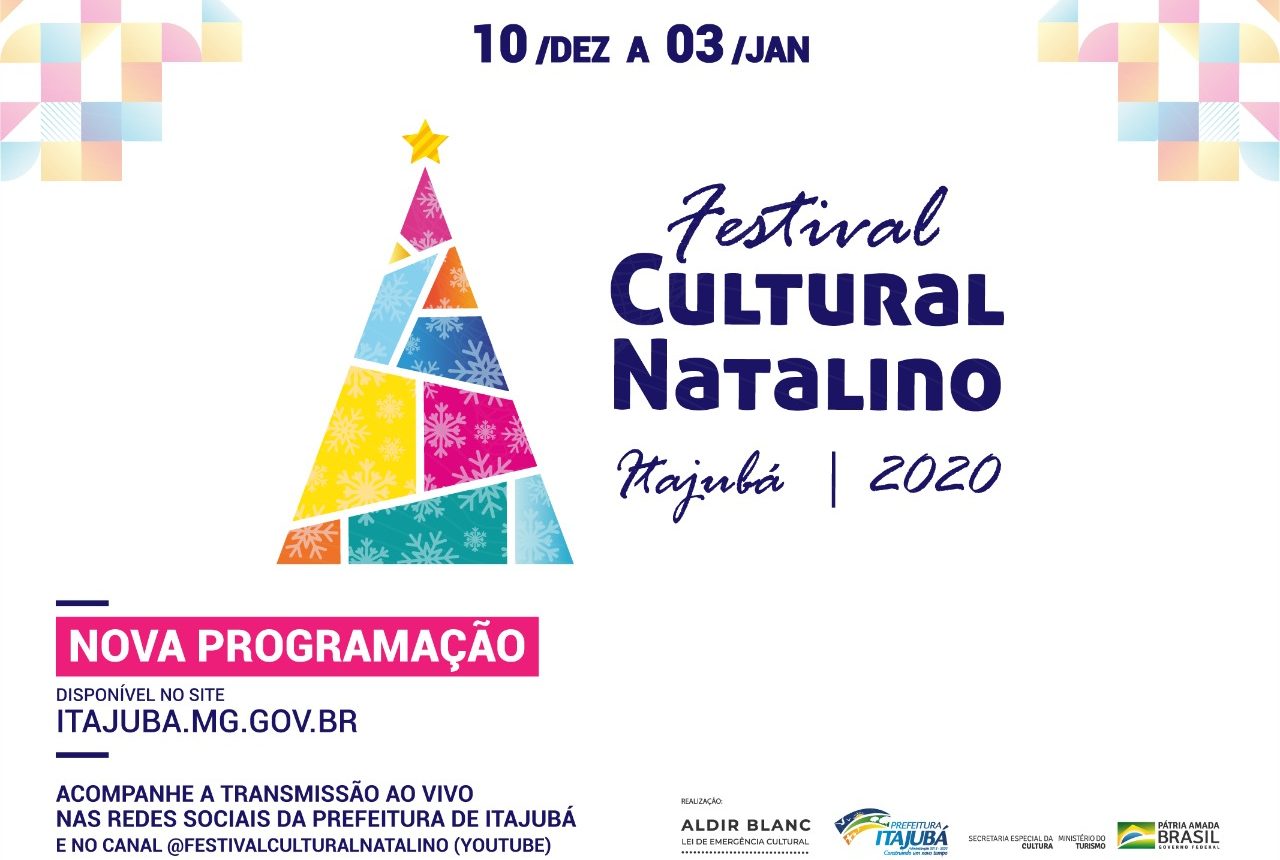 10 /DEZ A 03 /JAN
Festival
CULTURAL
NATALINO
Itajubá | 2020
NOVA PROGRAMAÇÃO
DISPONÍVEL NO SITE
ITAJUBA.MG.GOV.BR
ACOMPANHE A TRANSMISSÃO AO VIVO
NAS REDES SOCIAIS DA PREFEITURA DE ITAJUBÁ
E NO CANAL @FESTIVALCULTURALNATALINO (YOUTUBE)
REALIZAÇÃO:
ALDIR BLANC
LEI DE EMERGÊNCIA CULTURAL
PREFEITURA
ITAJUBÁ
Construindo um novo tempo
SECRETARIA ESPECIAL DA
CULTURA
MINISTÉRIO DO
TURISMO
PÁTRIA AMADA
BRASIL
GOVERNO FEDERAL